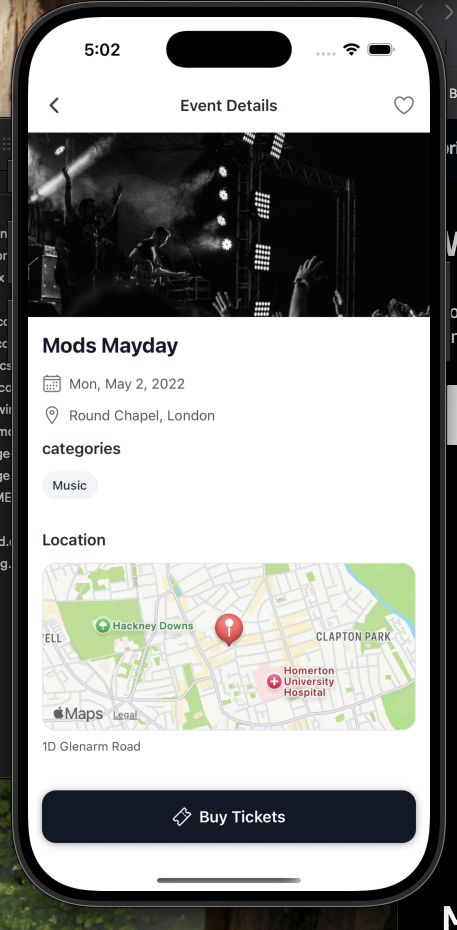 5:02
Event Details
Mods Mayday
Mon, May 2, 2022
Round Chapel, London
categories
Music
Location
Hackney Downs
ELL
CLAPTON PARK
Homerton
University
Hospital
Maps
Legal
1D Glenarm Road
Buy Tickets